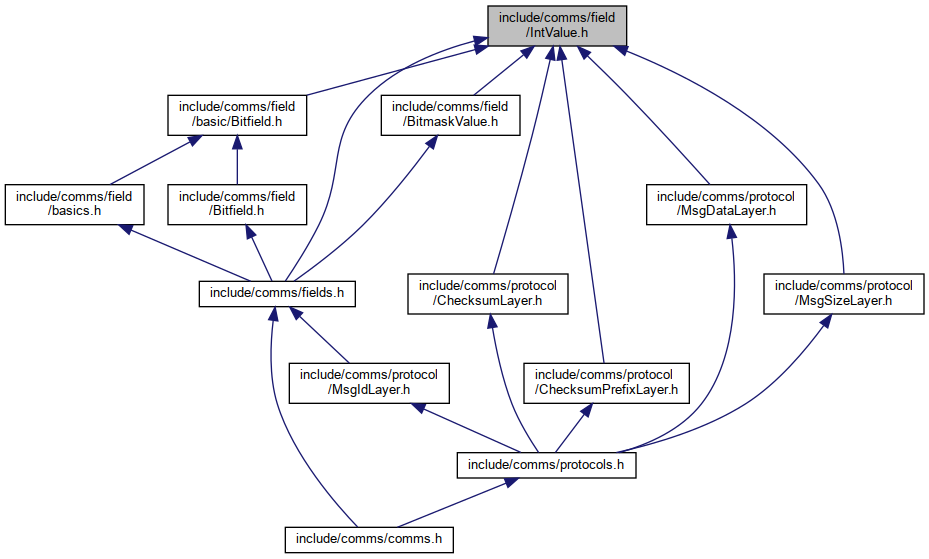 include/comms/field
/IntValue.h
include/comms/field
/basic/Bitfield.h
include/comms/field
/BitmaskValue.h
include/comms/field
/basics.h
include/comms/field
/Bitfield.h
include/comms/protocol
/MsgDataLayer.h
include/comms/fields.h
include/comms/protocol
/ChecksumLayer.h
include/comms/protocol
/MsgSizeLayer.h
include/comms/protocol
/MsgIdLayer.h
include/comms/protocol
/ChecksumPrefixLayer.h
include/comms/protocols.h
include/comms/comms.h